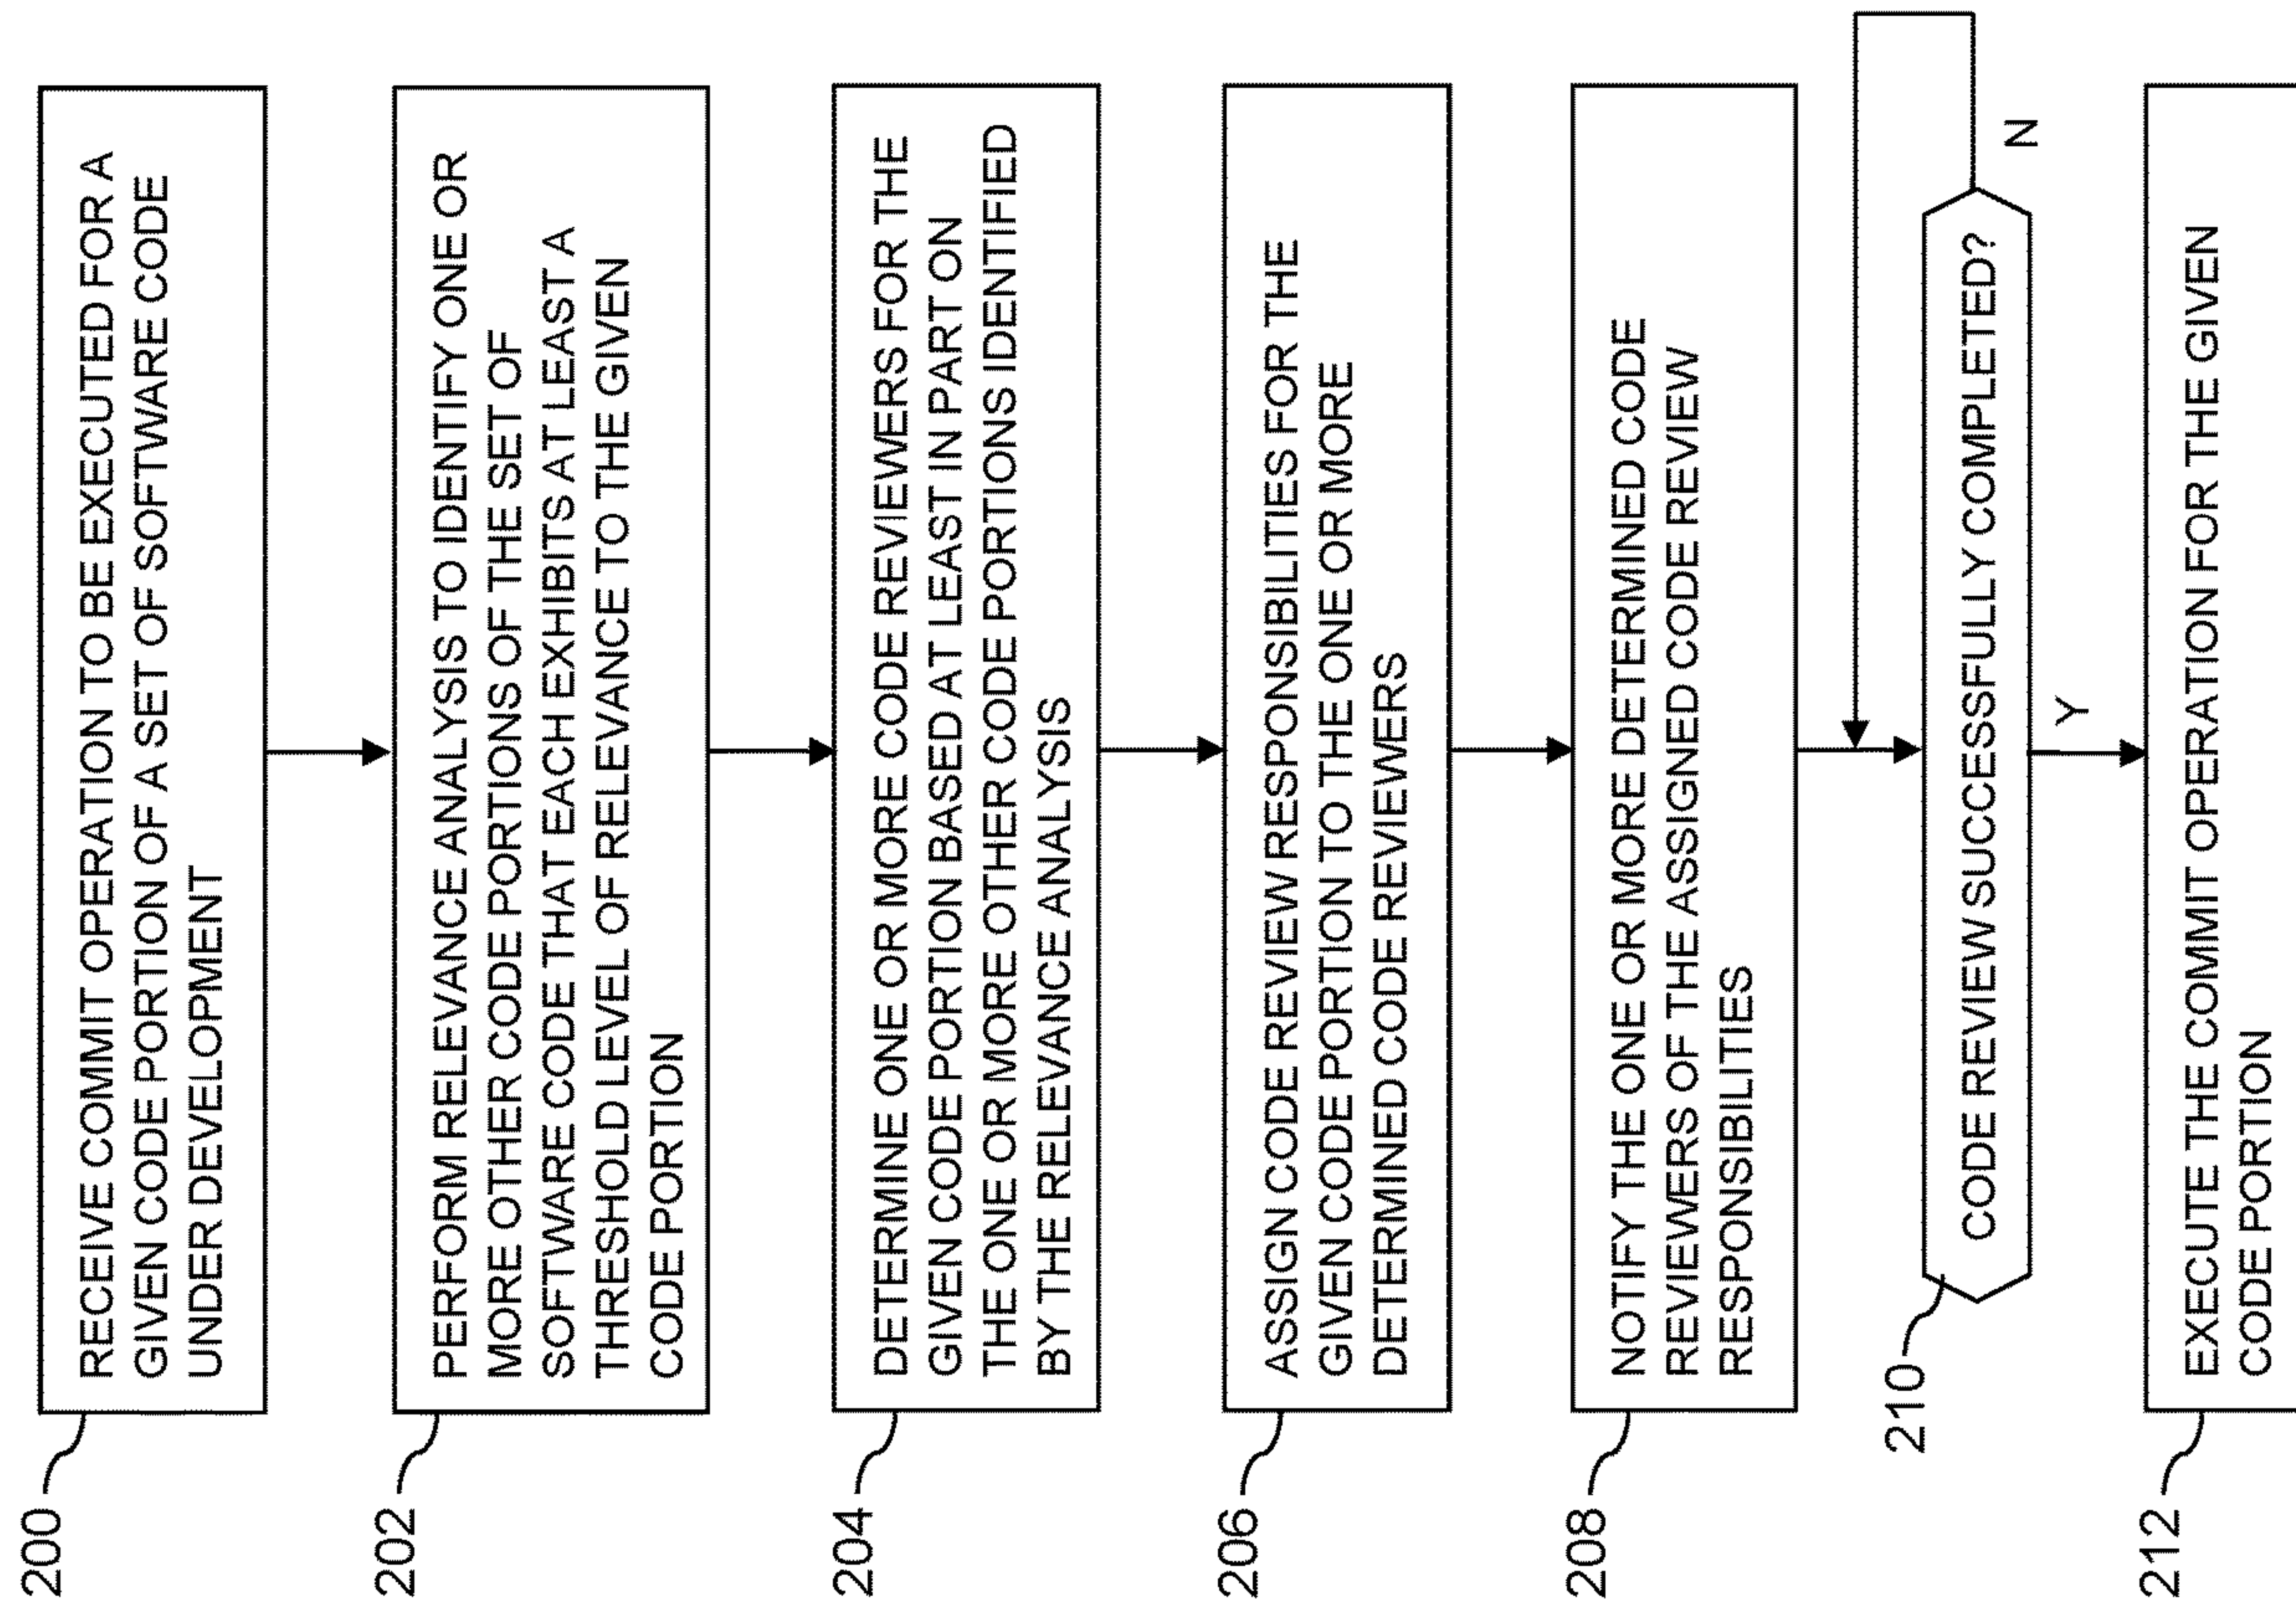 200
RECEIVE COMMIT OPERATION TO BE EXECUTED FOR A
GIVEN CODE PORTION OF A SET OF SOFTWARE CODE
UNDER DEVELOPMENT
202
PERFORM RELEVANCE ANALYSIS TO IDENTIFY ONE OR
MORE OTHER CODE PORTIONS OF THE SET OF
SOFTWARE CODE THAT EACH EXHIBITS AT LEAST A
THRESHOLD LEVEL OF RELEVANCE TO THE GIVEN
CODE PORTION
204
DETERMINE ONE OR MORE CODE REVIEWERS FOR THE
GIVEN CODE PORTION BASED AT LEAST IN PART ON
THE ONE OR MORE OTHER CODE PORTIONS IDENTIFIED
BY THE RELEVANCE ANALYSIS
206
ASSIGN CODE REVIEW RESPONSIBILITIES FOR THE
GIVEN CODE PORTION TO THE ONE OR MORE
DETERMINED CODE REVIEWERS
208
NOTIFY THE ONE OR MORE DETERMINED CODE
REVIEWERS OF THE ASSIGNED CODE REVIEW
RESPONSIBILITIES
210
CODE REVIEW SUCCESSFULLY COMPLETED?
N
Y
212
EXECUTE THE COMMIT OPERATION FOR THE GIVEN
CODE PORTION